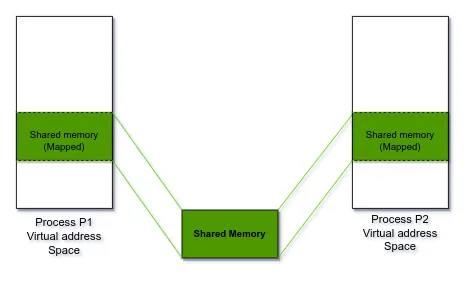 Shared memory
(Mapped)
Shared memory
(Mapped)
Shared Memory
Process P1
Virtual address
Space
Process P2
Virtual address
Space